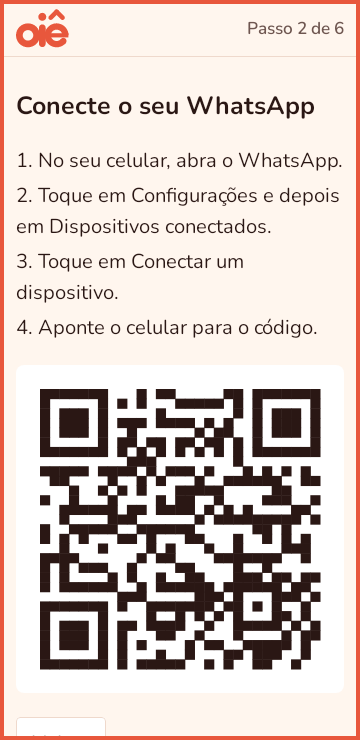 oiê
Passo 2 de 6
Conecte o seu WhatsApp
1. No seu celular, abra o WhatsApp.
2. Toque em Configurações e depois
em Dispositivos conectados.
3. Toque em Conectar um
dispositivo.
4. Aponte o celular para o código.